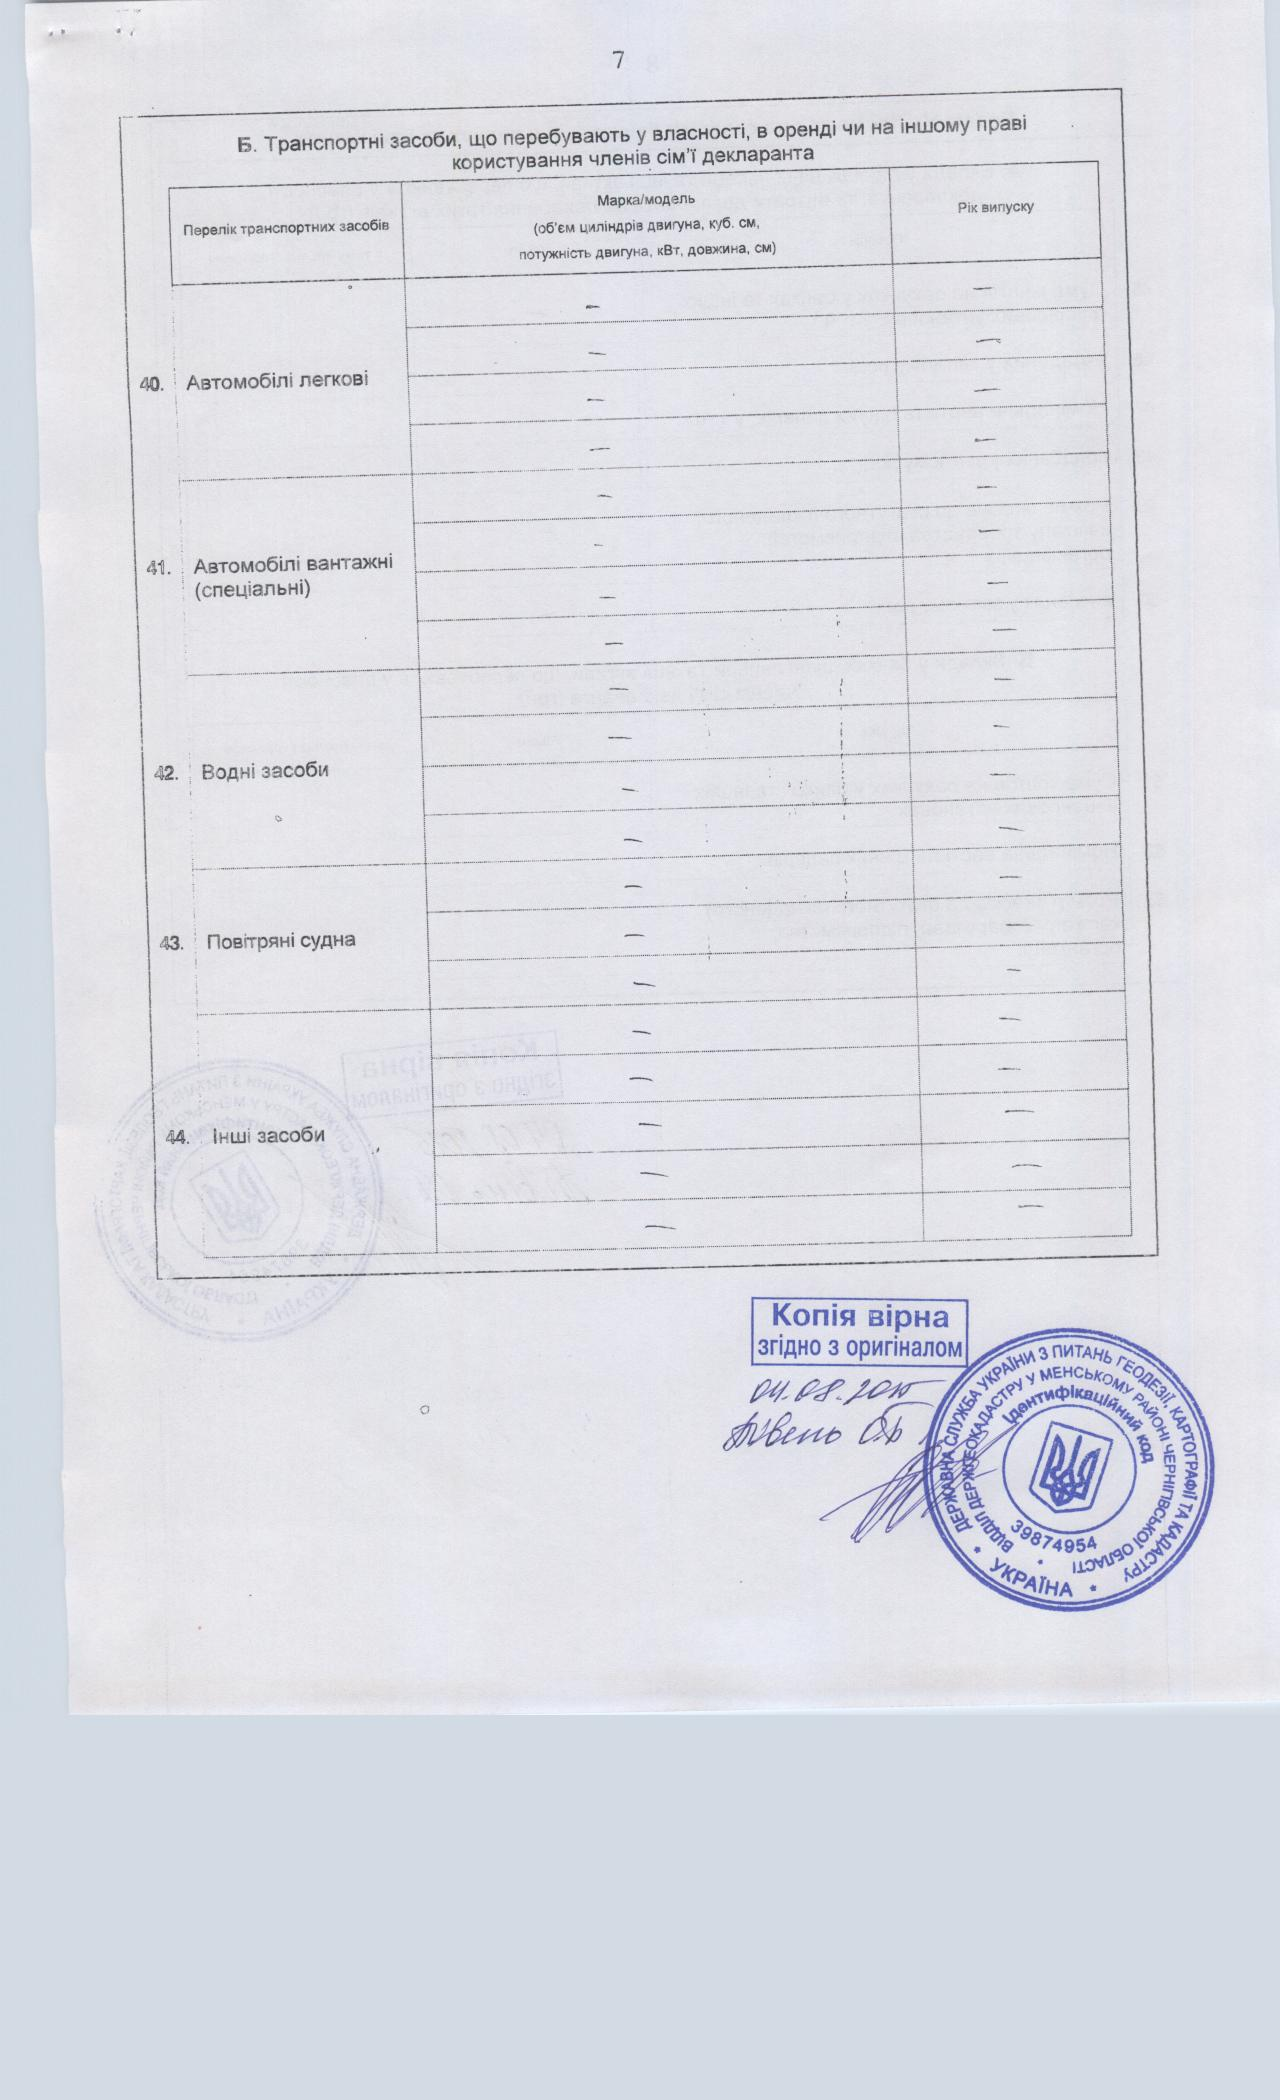 7
Б. Транспортні засоби, що перебувають у власності, в оренді чи на іншому праві
користування членів сім’ї декларанта
Перелік транспортних засобів
Марка/модель
(об’єм циліндрів двигуна, куб. см,
потужність двигуна, кВт, довжина, см)
Рік випуску
40. Автомобілі легкові
— —
— —
— —
— —
41. Автомобілі вантажні
(спеціальні)
— —
— —
— —
— —
42. Водні засоби
— —
— —
— —
— —
43. Повітряні судна
— —
— —
— —
44. Інші засоби
— —
— —
— —
— —
— —
Копія вірна
згідно з оригіналом
04.08.2015
ДЕРЖАВНА СЛУЖБА УКРАЇНИ З ПИТАНЬ ГЕОДЕЗІЇ, КАРТОГРАФІЇ ТА КАДАСТРУ
* УКРАЇНА *
ВІДДІЛ ДЕРЖГЕОКАДАСТРУ У МЕНСЬКОМУ РАЙОНІ ЧЕРНІГІВСЬКОЇ ОБЛАСТІ
Ідентифікаційний код
39874954